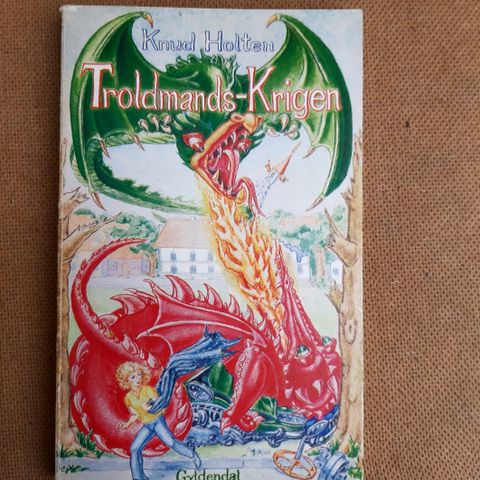 Knud Holten
Troldmands-Krigen
Gyldendal